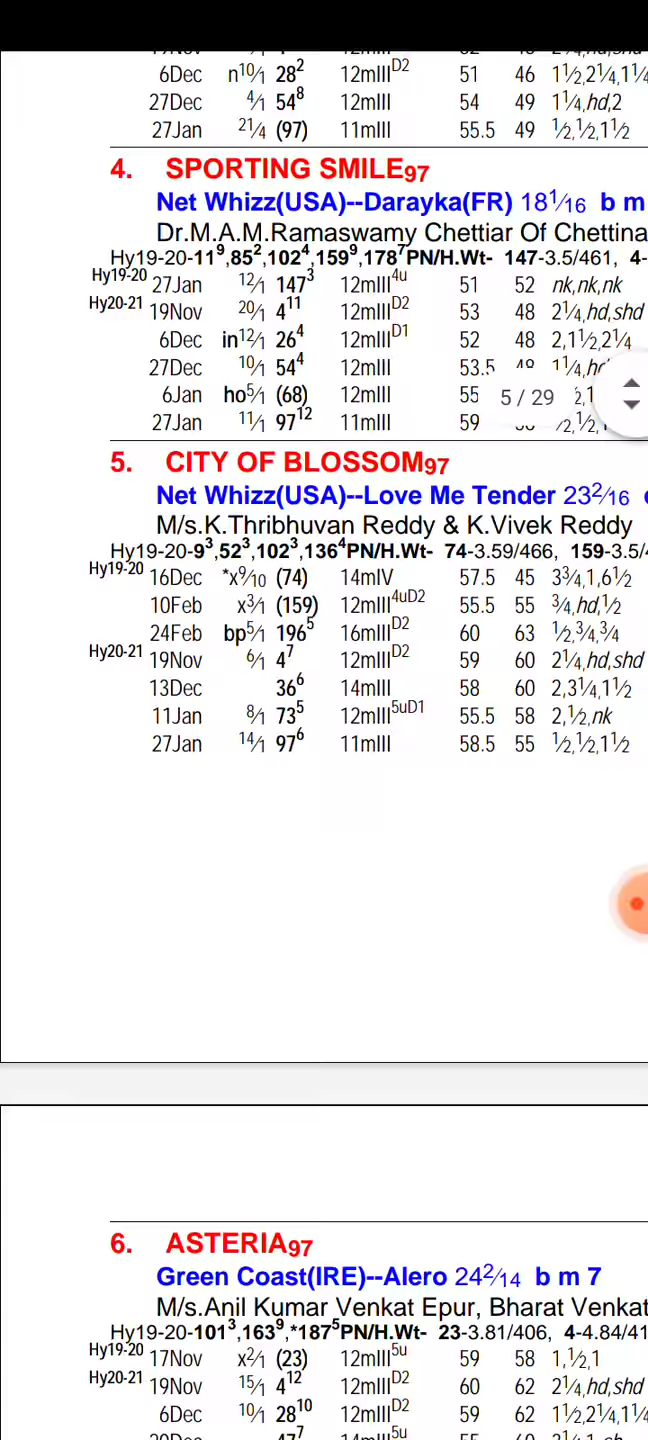 6Dec n10/1 28² 12mIII^D2 51 46 1½,2¼,1¼
27Dec 4/1 54⁸ 12mIII 54 49 1¼,hd,2
27Jan 21/4 (97) 11mIII 55.5 49 ½,½,1½
4. SPORTING SMILE97
Net Whizz(USA)--Darayka(FR) 18 1/16 b m
Dr.M.A.M.Ramaswamy Chettiar Of Chettina
Hy19-20-11⁹,85²,102⁴,159⁹,178⁷PN/H.Wt- 147-3.5/461, 4-
Hy19-20 27Jan 12/1 147³ 12mIII^4u 51 52 nk,nk,nk
Hy20-21 19Nov 20/1 4¹¹ 12mIII^D2 53 48 2¼,hd,shd
6Dec in12/1 26⁴ 12mIII^D1 52 48 2,1½,2¼
27Dec 10/1 54⁴ 12mIII 53.5 1¼
6Jan ho5/1 (68) 12mIII 55
5 / 29
27Jan 11/1 97¹² 11mIII 59
5. CITY OF BLOSSOM97
Net Whizz(USA)--Love Me Tender 23 2/16
M/s.K.Thribhuvan Reddy & K.Vivek Reddy
Hy19-20-9³,52³,102³,136⁴PN/H.Wt- 74-3.59/466, 159-3.5/
Hy19-20 16Dec *x9/10 (74) 14mIV 57.5 45 3¾,1,6½
10Feb x3/1 (159) 12mIII^4uD2 55.5 55 ¾,hd,½
24Feb bp5/1 196⁵ 16mIII^D2 60 63 ½,¾,¾
Hy20-21 19Nov 6/1 4⁷ 12mIII^D2 59 60 2¼,hd,shd
13Dec 36⁶ 14mIII 58 60 2,3¼,1½
11Jan 8/1 73⁵ 12mIII^5uD1 55.5 58 2,½,nk
27Jan 14/1 97⁶ 11mIII 58.5 55 ½,½,1½
6. ASTERIA97
Green Coast(IRE)--Alero 24 2/14 b m 7
M/s.Anil Kumar Venkat Epur, Bharat Venkat
Hy19-20-101³,163⁹,*187⁵PN/H.Wt- 23-3.81/406, 4-4.84/41
Hy19-20 17Nov x2/1 (23) 12mIII^5u 59 58 1,½,1
Hy20-21 19Nov 15/1 4¹² 12mIII^D2 60 62 2¼,hd,shd
6Dec 10/1 28¹⁰ 12mIII^D2 59 62 1½,2¼,1¼